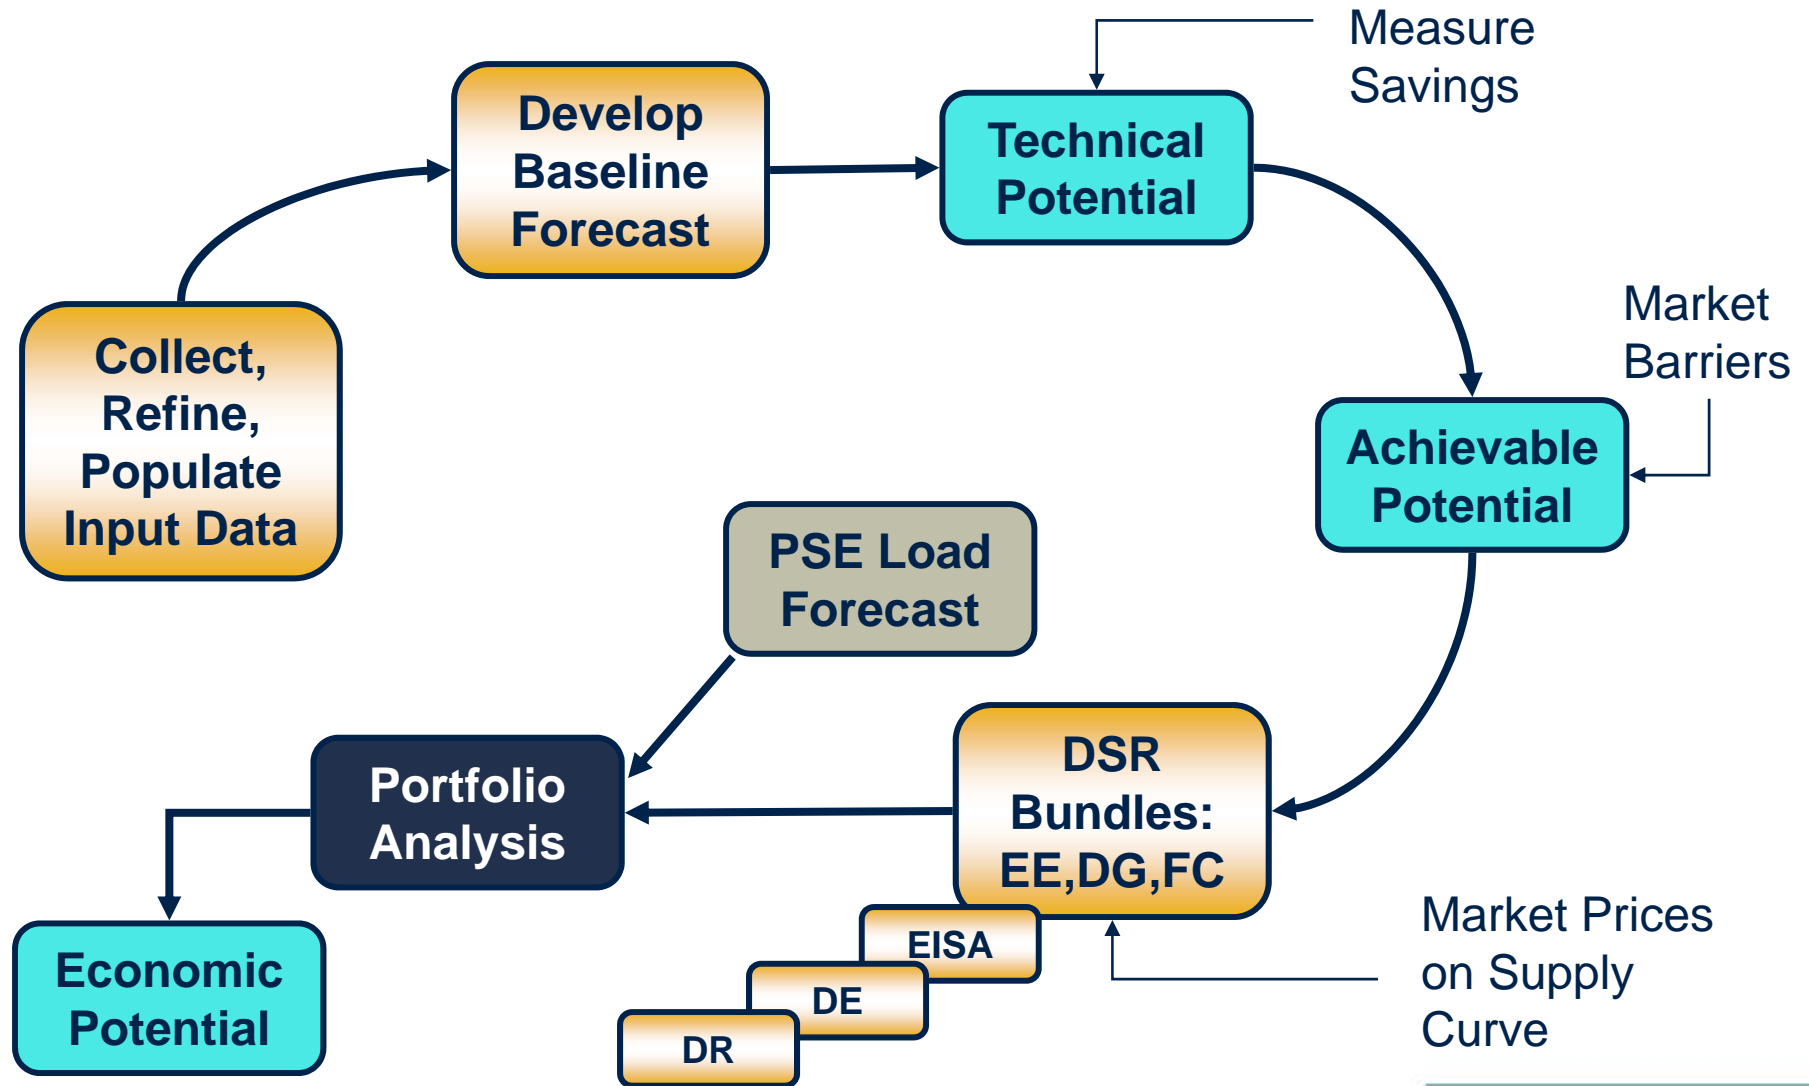 Measure
Savings
Develop
Baseline
Forecast
Technical
Potential
Market
Barriers
Collect,
Refine,
Populate
Input Data
Achievable
Potential
PSE Load
Forecast
DSR
Bundles:
EE,DG,FC
Portfolio
Analysis
EISA
DE
DR
Market Prices
on Supply
Curve
Economic
Potential